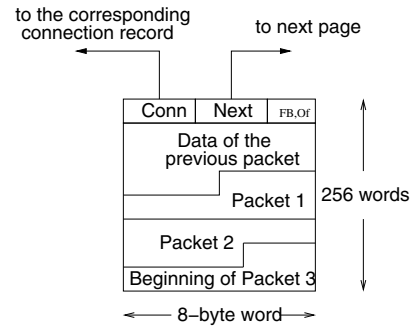 to the corresponding
connection record
to next page
Conn Next FB,Of
Data of the
previous packet
Packet 1
256 words
Packet 2
Beginning of Packet 3
8−byte word